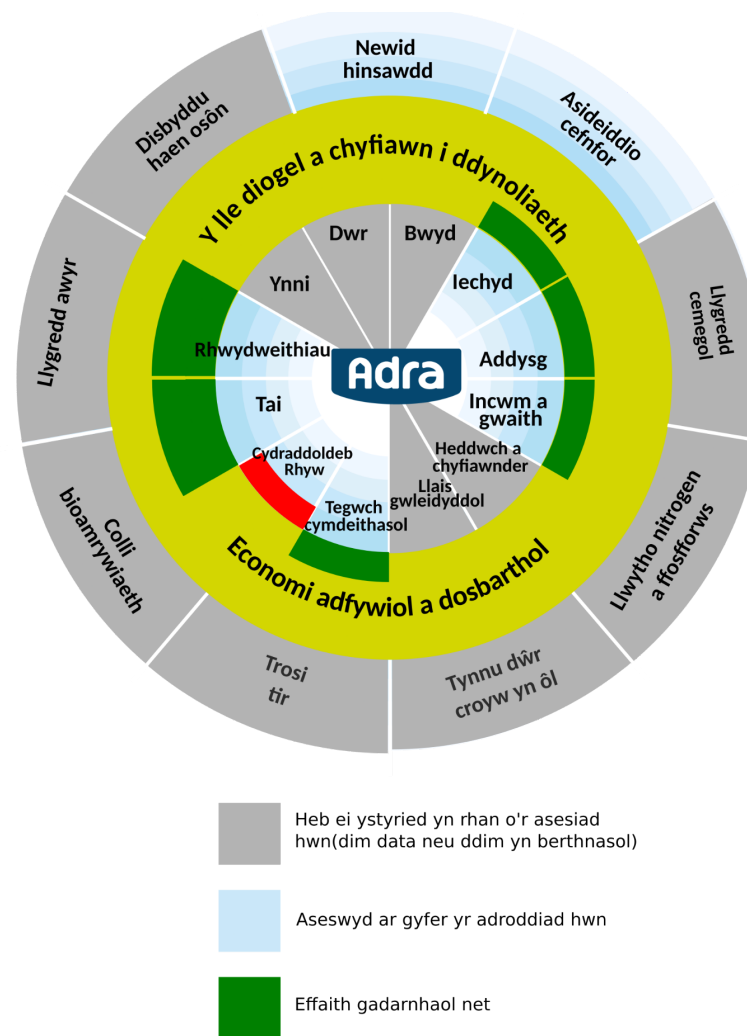 Newid
hinsawdd
Asideiddio
cefnfor
Llygredd
cemegol
Llwytho nitrogen
a ffosfforws
Tynnu dŵr
croyw yn ôl
Trosi
tir
Colli
bioamrywiaeth
Llygredd awyr
Disbyddu
haen osôn
Y lle diogel a chyfiawn i ddynoliaeth
Dwr
Bwyd
Iechyd
Addysg
Incwm a
gwaith
Heddwch a
chyfiawnder
Llais
gwleidyddol
Tegwch
cymdeithasol
Cydraddoldeb
Rhyw
Tai
Rhwydweithiau
Ynni
Adra
Economi adfywiol a dosbarthol
Heb ei ystyried yn rhan o'r asesiad
hwn(dim data neu ddim yn berthnasol)
Aseswyd ar gyfer yr adroddiad hwn
Effaith gadarnhaol net